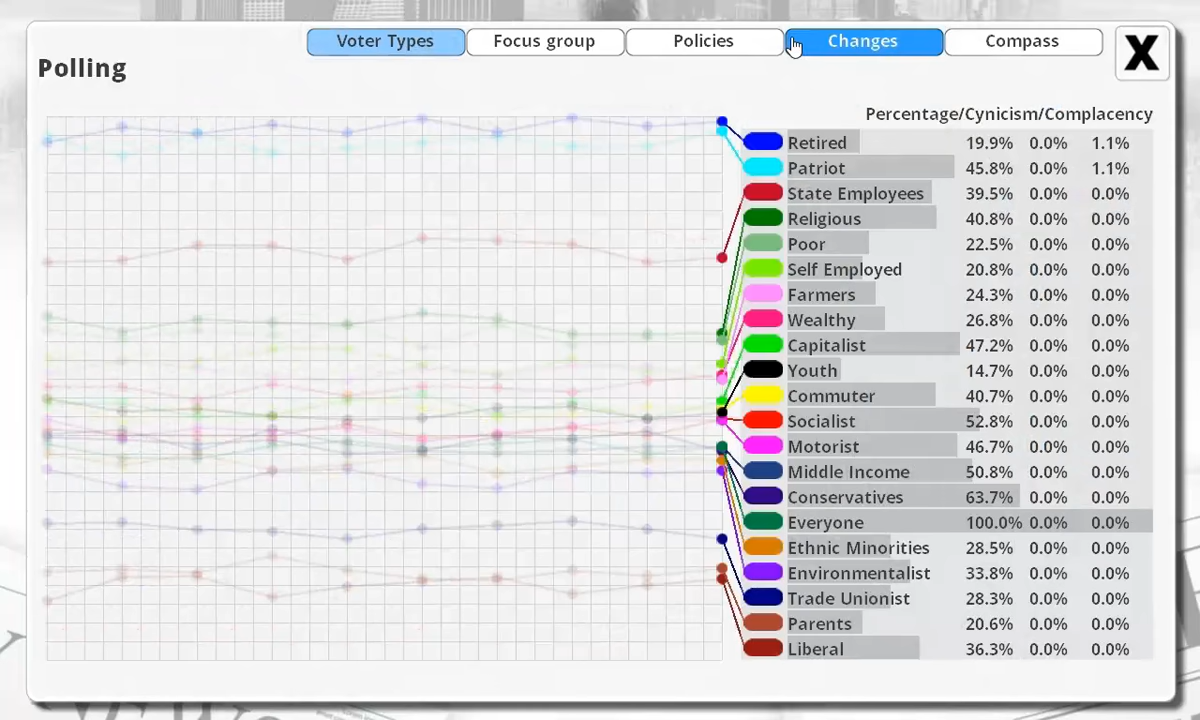 Voter Types Focus group Policies Changes Compass X
Polling
Percentage/Cynicism/Complacency
Retired 19.9% 0.0% 1.1%
Patriot 45.8% 0.0% 1.1%
State Employees 39.5% 0.0% 0.0%
Religious 40.8% 0.0% 0.0%
Poor 22.5% 0.0% 0.0%
Self Employed 20.8% 0.0% 0.0%
Farmers 24.3% 0.0% 0.0%
Wealthy 26.8% 0.0% 0.0%
Capitalist 47.2% 0.0% 0.0%
Youth 14.7% 0.0% 0.0%
Commuter 40.7% 0.0% 0.0%
Socialist 52.8% 0.0% 0.0%
Motorist 46.7% 0.0% 0.0%
Middle Income 50.8% 0.0% 0.0%
Conservatives 63.7% 0.0% 0.0%
Everyone 100.0% 0.0% 0.0%
Ethnic Minorities 28.5% 0.0% 0.0%
Environmentalist 33.8% 0.0% 0.0%
Trade Unionist 28.3% 0.0% 0.0%
Parents 20.6% 0.0% 0.0%
Liberal 36.3% 0.0% 0.0%